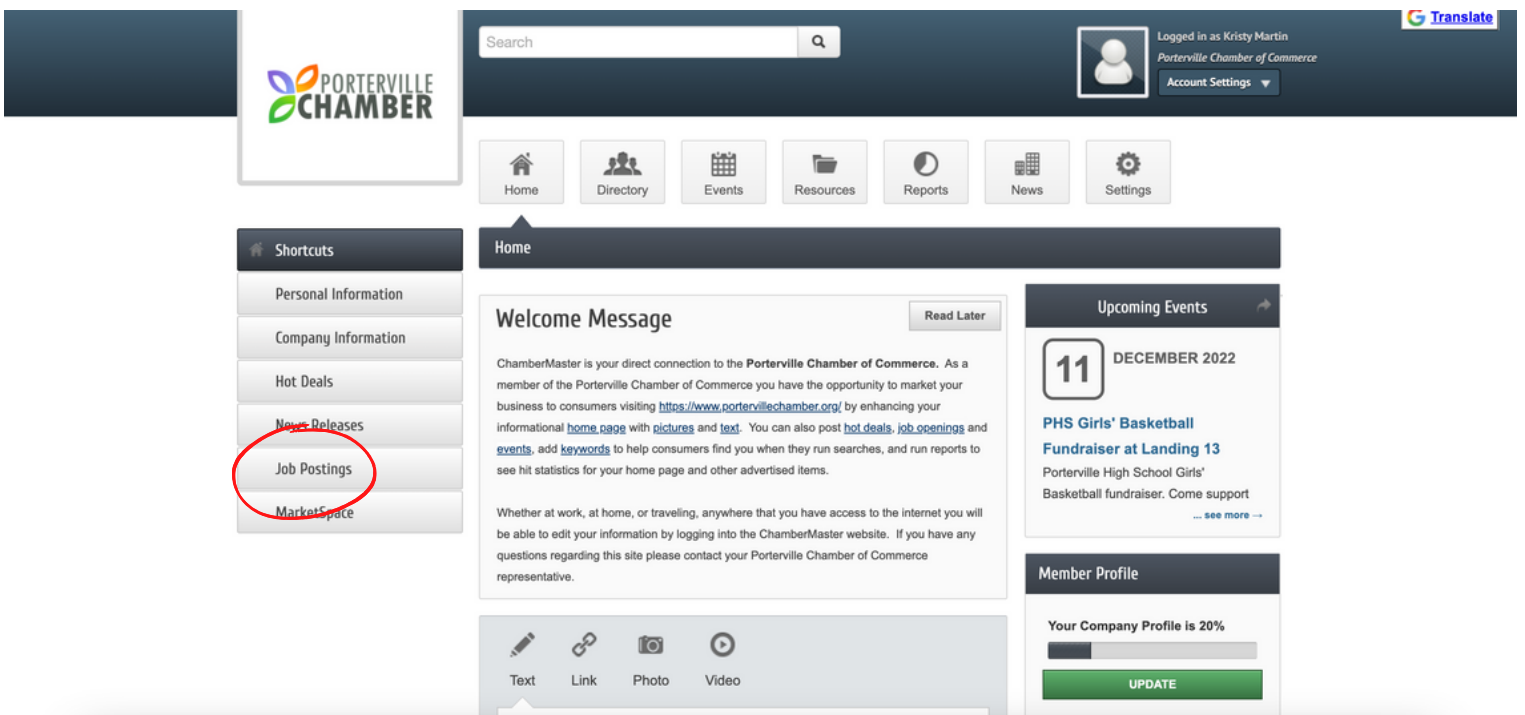 Translate
Search
Logged in as Kristy Martin
Porterville Chamber of Commerce
Account Settings
PORTERVILLE
CHAMBER
Home
Directory
Events
Resources
Reports
News
Settings
Shortcuts
Personal Information
Company Information
Hot Deals
News Releases
Job Postings
MarketSpace
Home
Welcome Message
Read Later
ChamberMaster is your direct connection to the Porterville Chamber of Commerce. As a
member of the Porterville Chamber of Commerce you have the opportunity to market your
business to consumers visiting https://www.portervillechamber.org/ by enhancing your
informational home page with pictures and text. You can also post hot deals, job openings and
events, add keywords to help consumers find you when they run searches, and run reports to
see hit statistics for your home page and other advertised items.
Whether at work, at home, or traveling, anywhere that you have access to the internet you will
be able to edit your information by logging into the ChamberMaster website. If you have any
questions regarding this site please contact your Porterville Chamber of Commerce
representative.
Text
Link
Photo
Video
Upcoming Events
11
DECEMBER 2022
PHS Girls' Basketball
Fundraiser at Landing 13
Porterville High School Girls'
Basketball fundraiser. Come support
... see more →
Member Profile
Your Company Profile is 20%
UPDATE